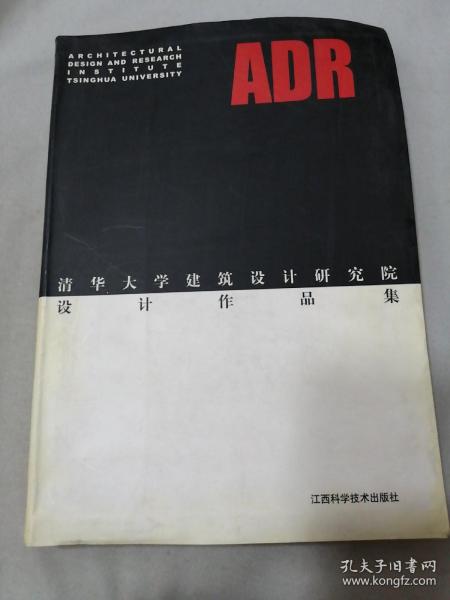 ARCHITECTURAL
DESIGN AND RESEARCH
INSTITUTE
TSINGHUA UNIVERSITY
ADR
清华大学建筑设计研究院
设计作品集
江西科学技术出版社
孔夫子旧书网
www.kongfz.com